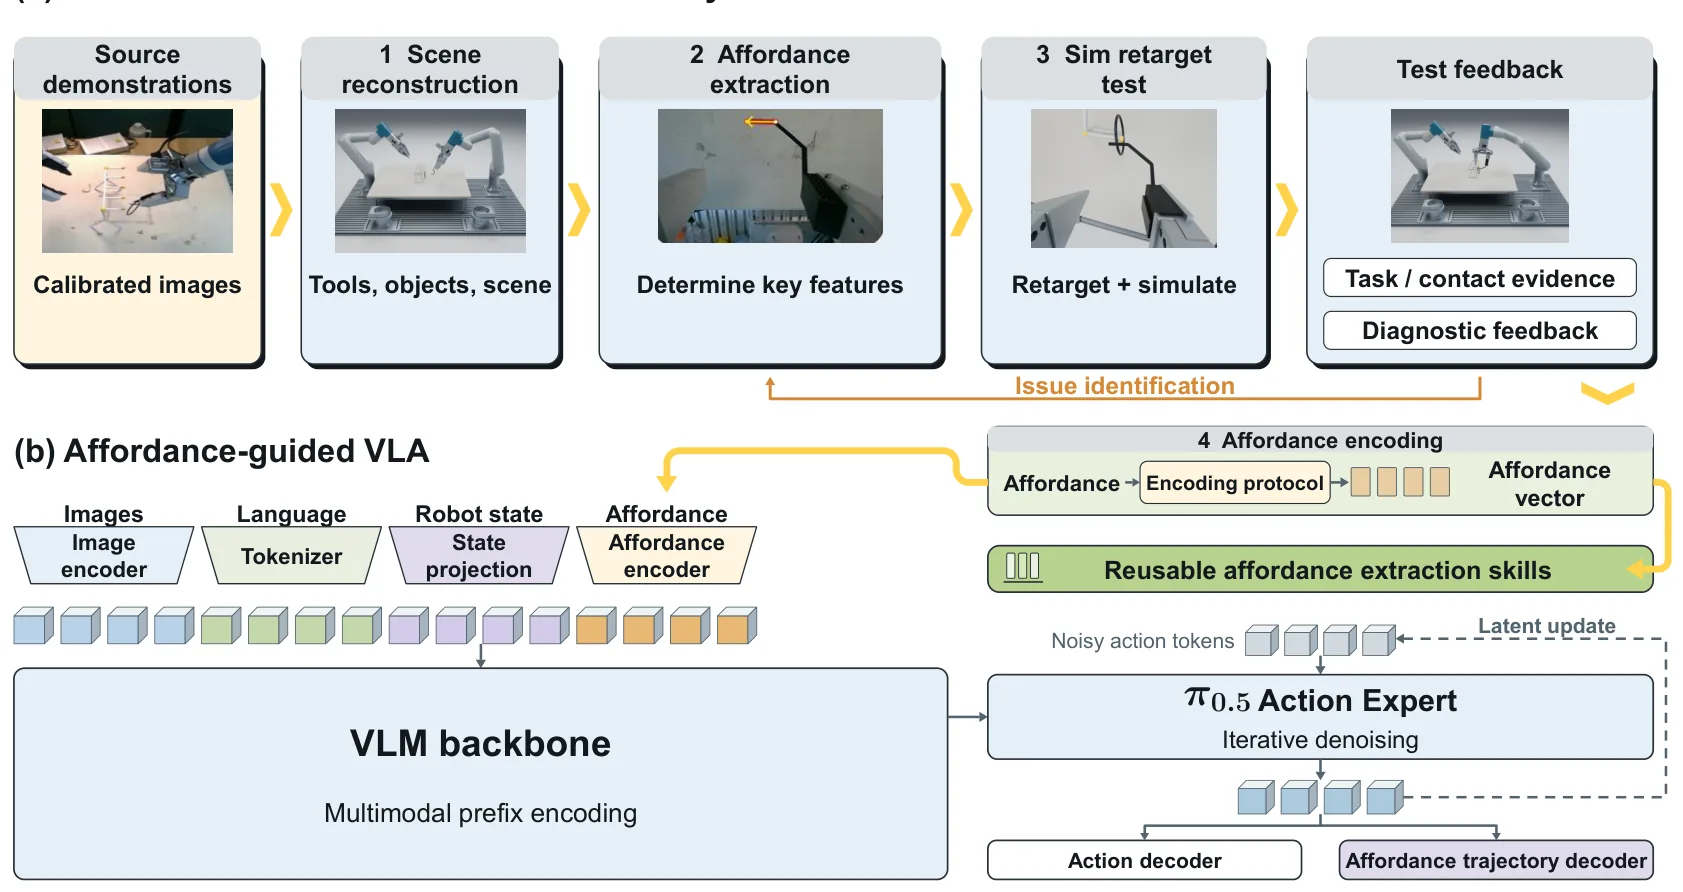 Source
demonstrations
Calibrated images
1 Scene
reconstruction
Tools, objects, scene
2 Affordance
extraction
Determine key features
3 Sim retarget
test
Retarget + simulate
Test feedback
Task / contact evidence
Diagnostic feedback
Issue identification
4 Affordance encoding
Affordance
Encoding protocol
Affordance
vector
Reusable affordance extraction skills
(b) Affordance-guided VLA
Images
Image
encoder
Language
Tokenizer
Robot state
State
projection
Affordance
Affordance
encoder
VLM backbone
Multimodal prefix encoding
Noisy action tokens
Latent update
π0.5 Action Expert
Iterative denoising
Action decoder
Affordance trajectory decoder